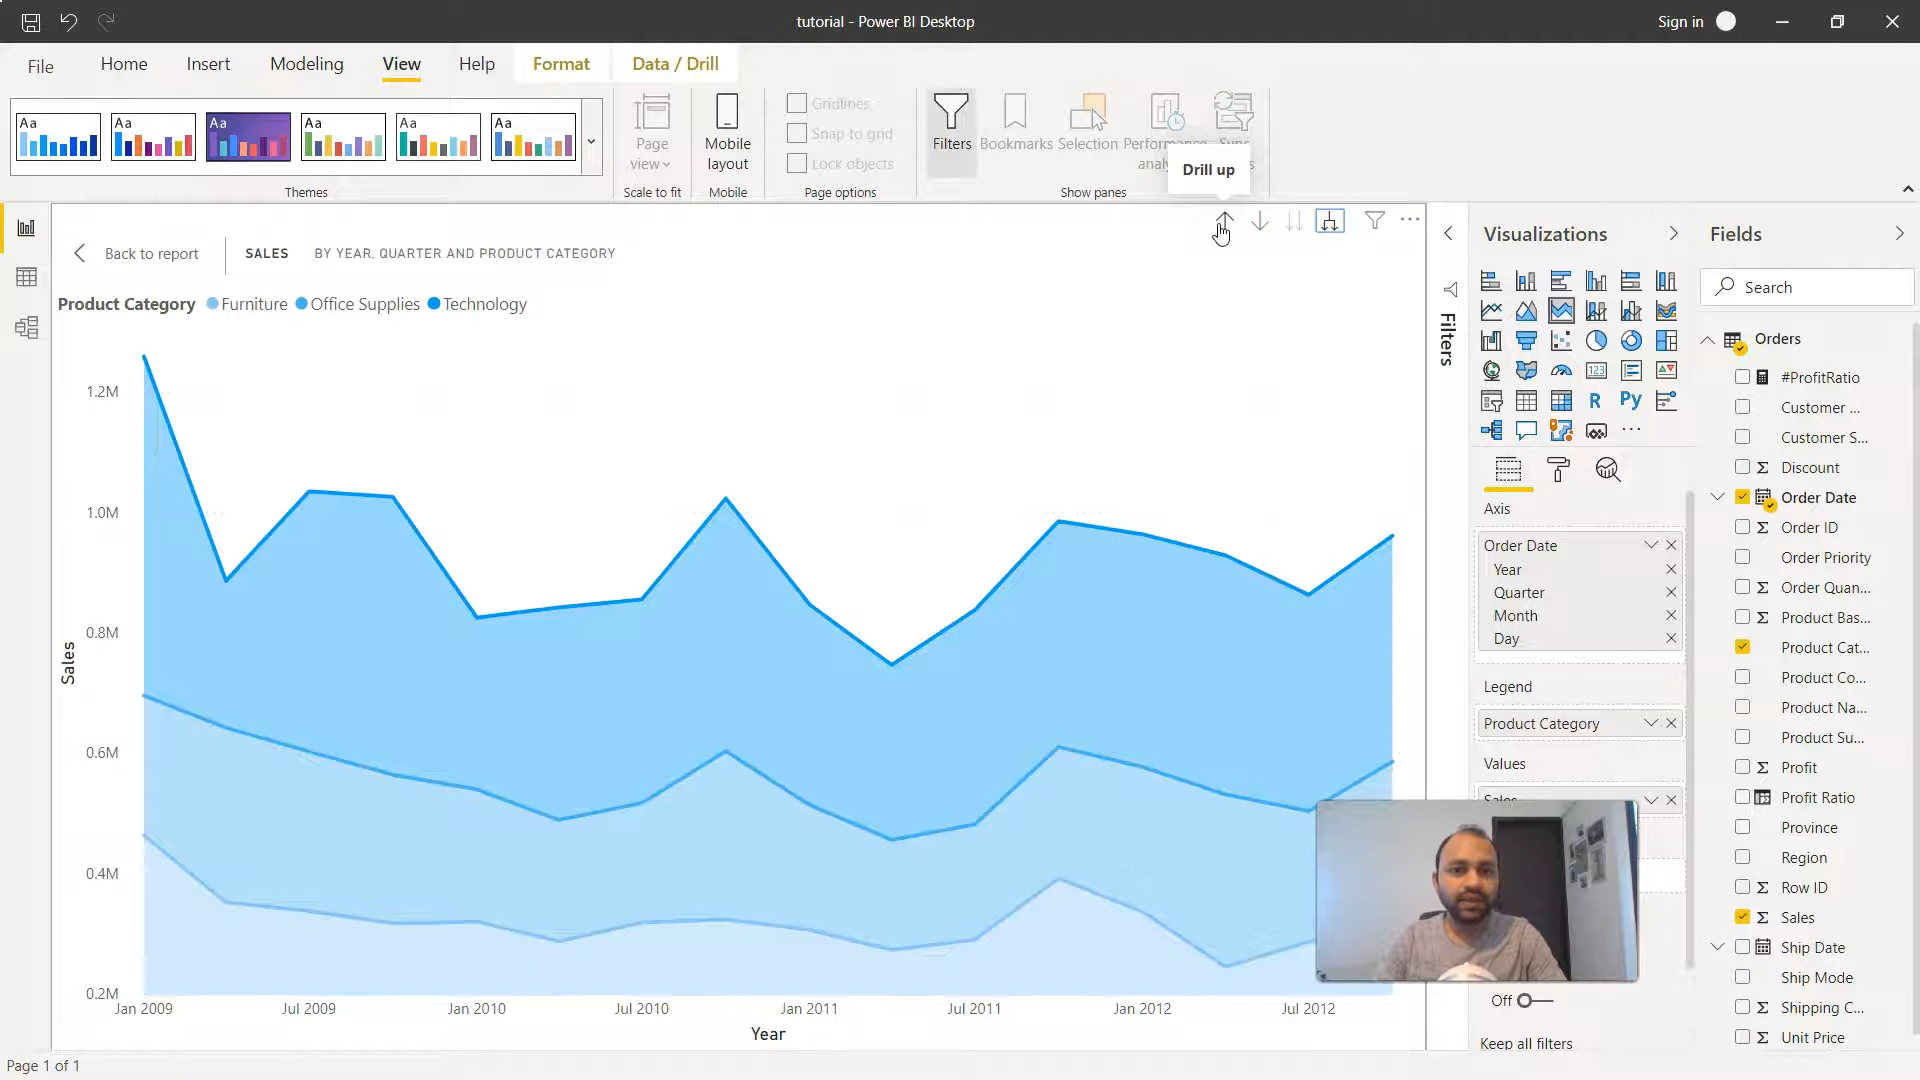 tutorial - Power BI Desktop
Sign in
File
Home
Insert
Modeling
View
Help
Format
Data / Drill
Aa
Aa
Aa
Aa
Aa
Aa
Themes
Page
view
Scale to fit
Mobile
layout
Mobile
Gridlines
Snap to grid
Lock objects
Page options
Filters
Bookmarks
Selection
Performance
Sync
Show panes
Drill up
Back to report
SALES
BY YEAR, QUARTER AND PRODUCT CATEGORY
Product Category
Furniture
Office Supplies
Technology
1.2M
1.0M
0.8M
0.6M
0.4M
0.2M
Sales
Jan 2009
Jul 2009
Jan 2010
Jul 2010
Jan 2011
Jul 2011
Jan 2012
Jul 2012
Year
Filters
Visualizations
123
R
Py
Axis
Order Date
Year
Quarter
Month
Day
Legend
Product Category
Values
Sales
Off
Keep all filters
Fields
Search
Orders
#ProfitRatio
Customer ...
Customer S...
Discount
Order Date
Order ID
Order Priority
Order Quan...
Product Bas...
Product Cat...
Product Co...
Product Na...
Product Su...
Profit
Profit Ratio
Province
Region
Row ID
Sales
Ship Date
Ship Mode
Shipping C...
Unit Price
Page 1 of 1